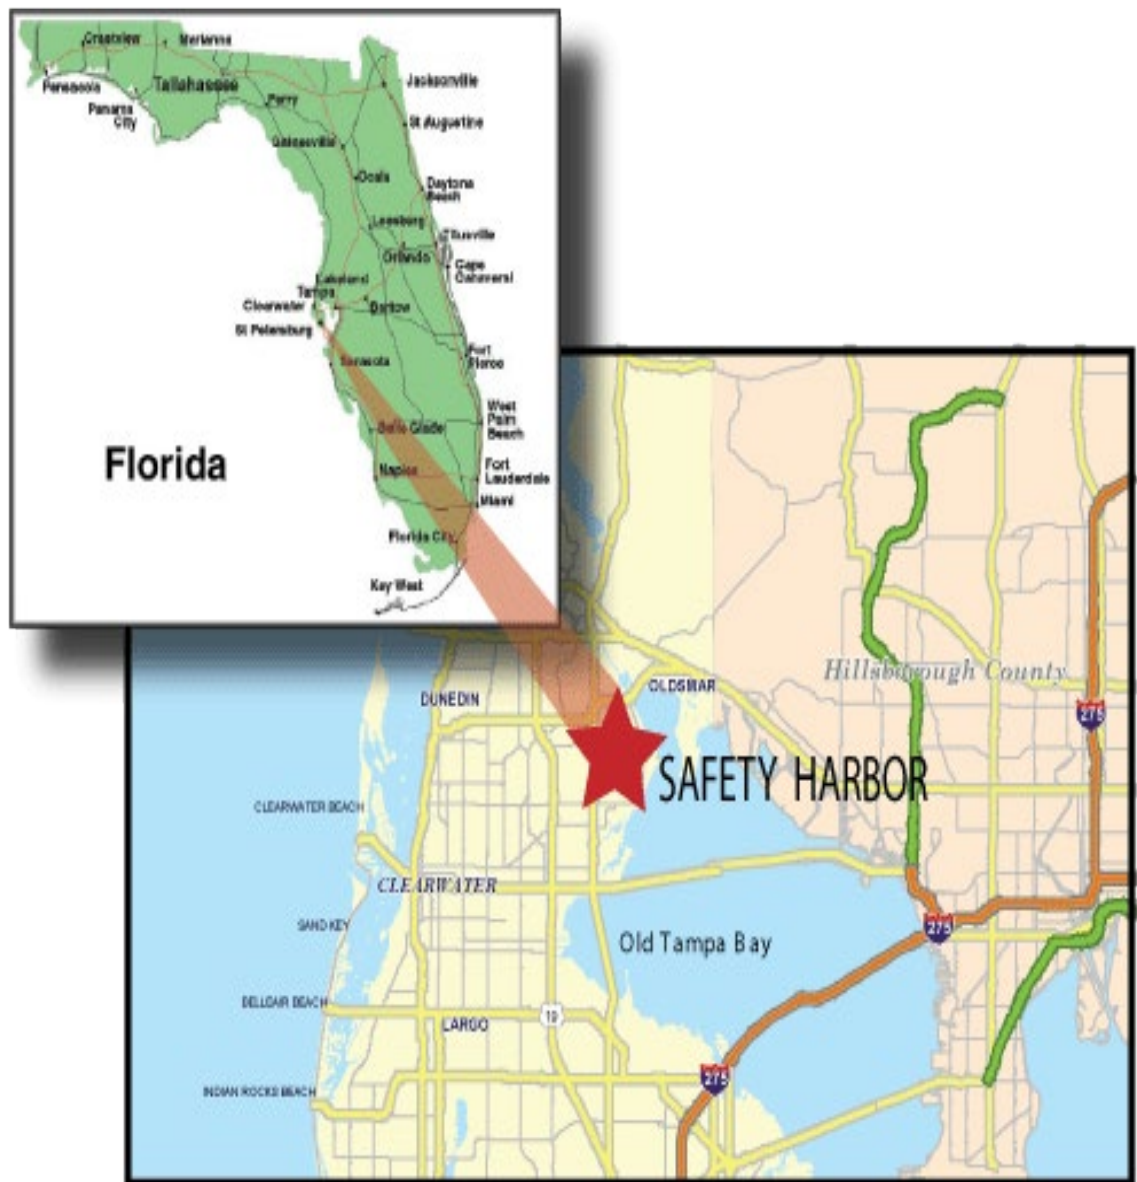 Crestview
Marianna
Pensacola
Tallahassee
Jacksonville
Panama
City
Perry
St Augustine
Gainesville
Ocala
Daytona
Beach
Leesburg
Titusville
Orlando
Cape
Canaveral
Lakeland
Tampa
Clearwater
Bartow
St Petersburg
Sarasota
Fort
Pierce
West
Palm
Beach
Belle Glade
Florida
Naples
Fort
Lauderdale
Miami
Florida City
Key West
Hillsborough County
OLDSMAR
DUNEDIN
275
SAFETY HARBOR
CLEARWATER BEACH
CLEARWATER
SAND KEY
275
Old Tampa Bay
BELLEAIR BEACH
19
LARGO
275
INDIAN ROCKS BEACH